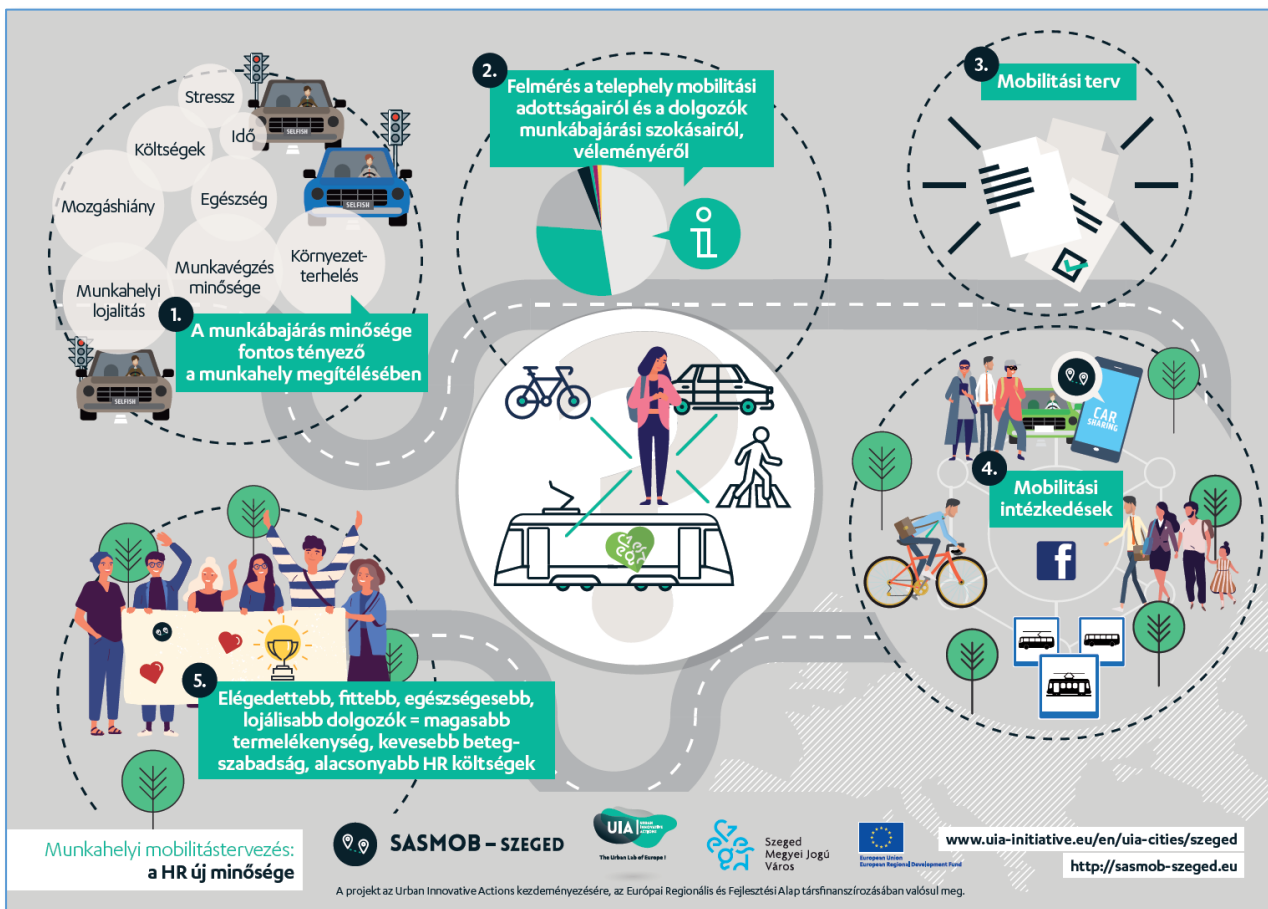 Stressz
Idő
Költségek
Mozgáshiány
Egészség
Munkahelyi
lojalitás
Munkavégzés
minősége
Környezet-
terhelés
SELFISH
SELFISH
SELFISH
1.
A munkábajárás minősége
fontos tényező
a munkahely megítélésében
2.
Felmérés a telephely mobilitási
adottságairól és a dolgozók
munkábajárási szokásairól,
véleményéről
3.
Mobilitási terv
CAR
SHARING
4.
Mobilitási
intézkedések
f
5.
Elégedettebb, fittebb, egészségesebb,
lojálisabb dolgozók = magasabb
termelékenység, kevesebb beteg-
szabadság, alacsonyabb HR költségek
Munkahelyi mobilitástervezés:
a HR új minősége
SASMOB – SZEGED
UIA URBAN
INNOVATIVE
ACTIONS
The Urban Lab of Europe !
Szeged
Megyei Jogú
Város
European Union
European Regional Development Fund
www.uia-initiative.eu/en/uia-cities/szeged
http://sasmob-szeged.eu
A projekt az Urban Innovative Actions kezdeményezésére, az Európai Regionális és Fejlesztési Alap társfinanszírozásában valósul meg.